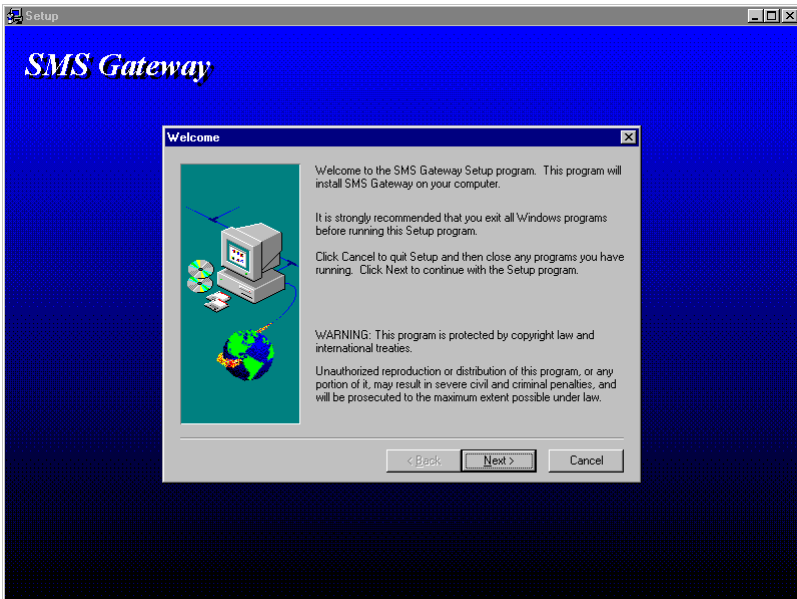 Setup
SMS Gateway
Welcome
Welcome to the SMS Gateway Setup program. This program will
install SMS Gateway on your computer.
It is strongly recommended that you exit all Windows programs
before running this Setup program.
Click Cancel to quit Setup and then close any programs you have
running. Click Next to continue with the Setup program.
WARNING: This program is protected by copyright law and
international treaties.
Unauthorized reproduction or distribution of this program, or any
portion of it, may result in severe civil and criminal penalties, and
will be prosecuted to the maximum extent possible under law.
< Back Next > Cancel